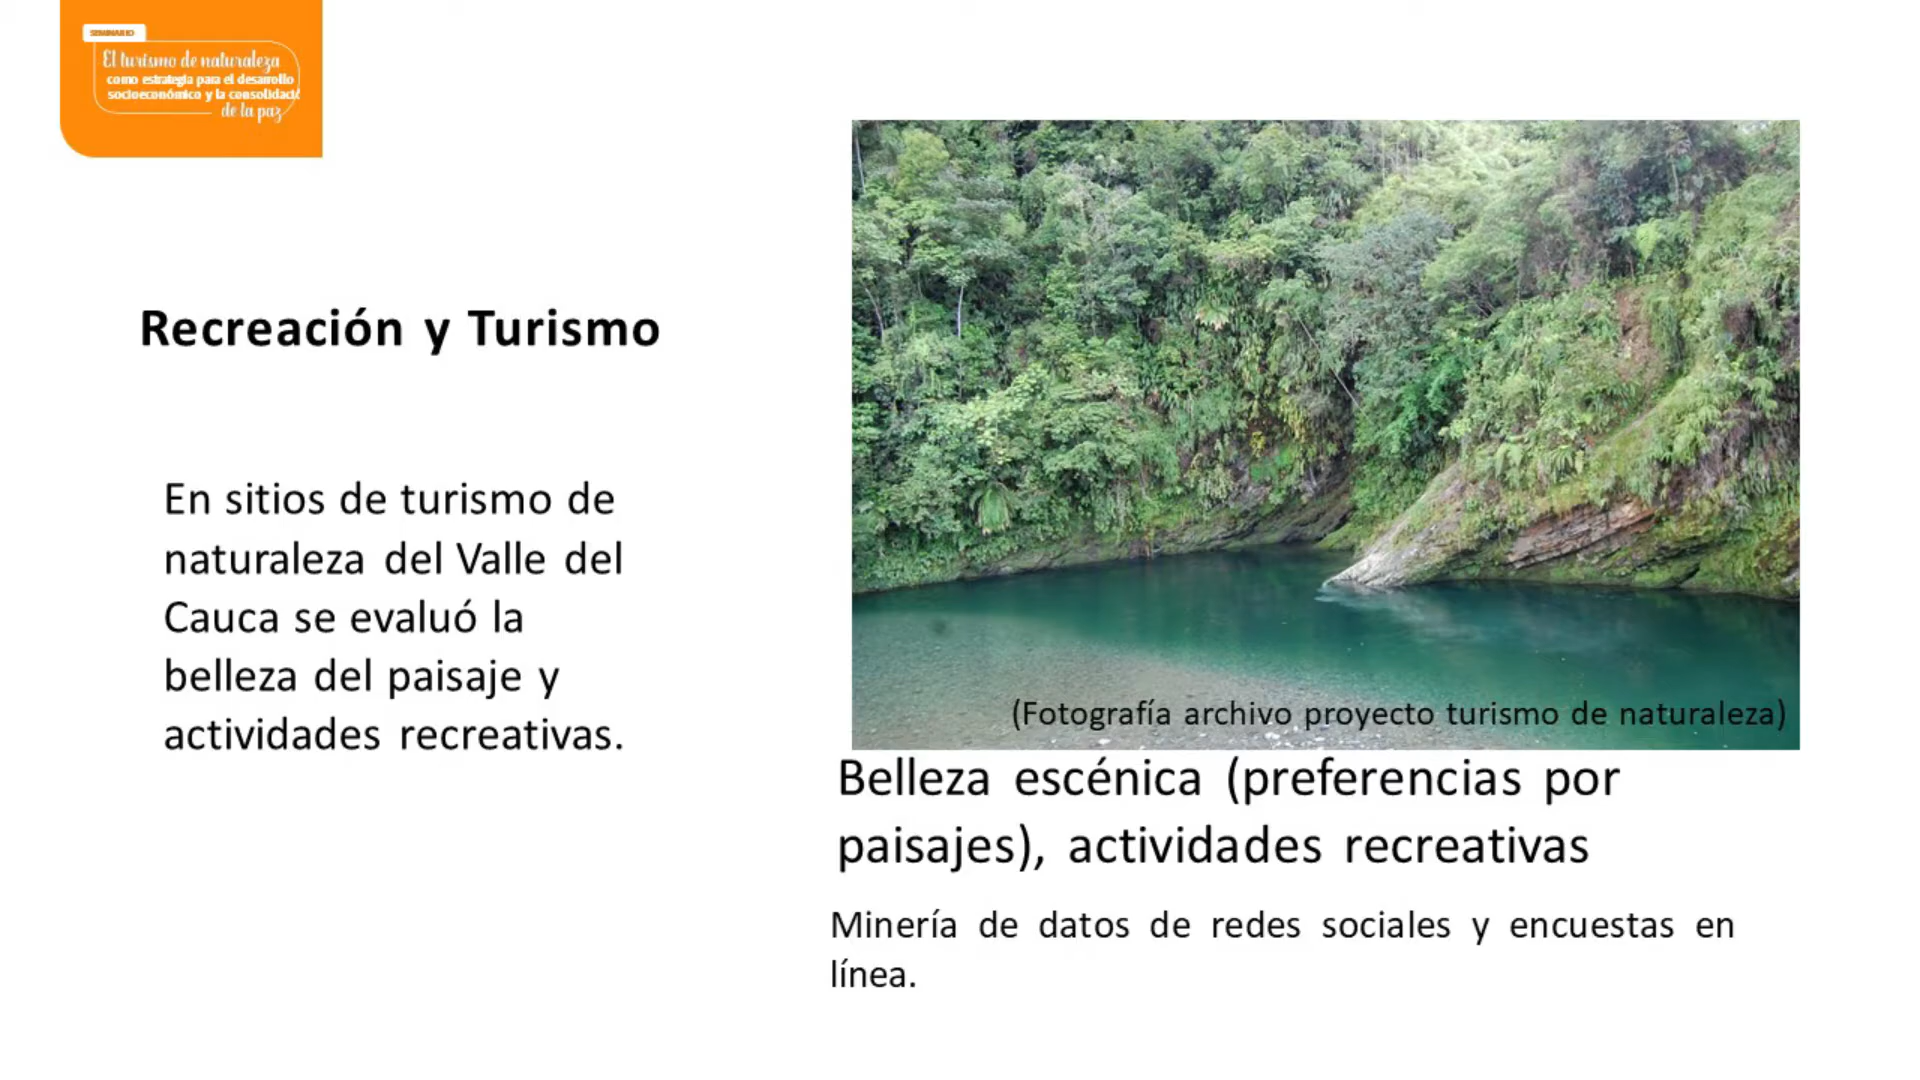 SEMINARIO
El turismo de naturaleza
como estrategia para el desarrollo
socioeconómico y la
de la paz
Recreación y Turismo
En sitios de turismo de
naturaleza del Valle del
Cauca se evaluó la
belleza del paisaje y
actividades recreativas.
(Fotografía archivo proyecto turismo de naturaleza)
Belleza escénica (preferencias por
paisajes), actividades recreativas
Minería de datos de redes sociales y encuestas en
línea.